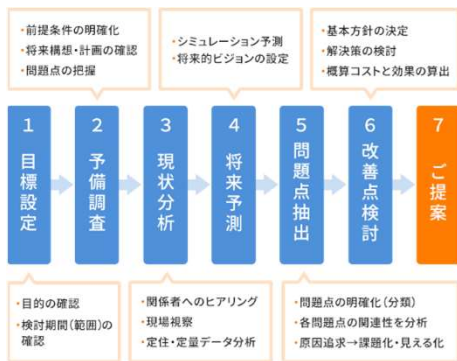 ・前提条件の明確化
・将来構想・計画の確認
・問題点の把握
・シミュレーション予測
・将来的ビジョンの設定
・基本方針の決定
・解決策の検討
・概算コストと効果の算出
1
目標設定
2
予備調査
3
現状分析
4
将来予測
5
問題点抽出
6
改善点検討
7
ご提案
・目的の確認
・検討期間(範囲)の
確認
・関係者へのヒアリング
・現場視察
・定住・定量データ分析
・問題点の明確化(分類)
・各問題点の関連性を分析
・原因追求→課題化・見える化